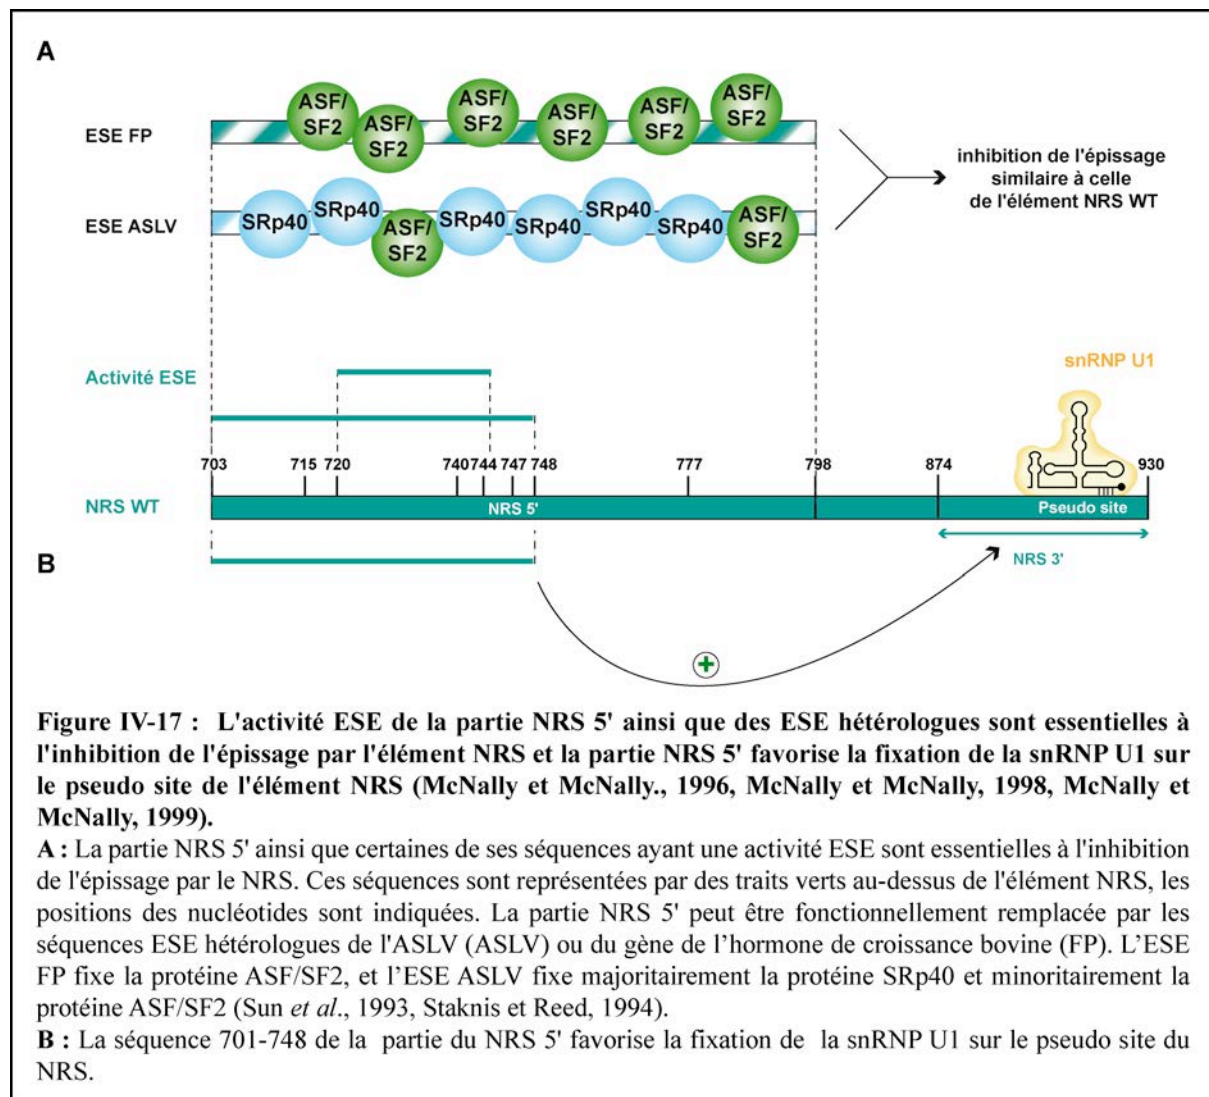 A
ESE FP
ASF/
SF2
ASF/
SF2
ASF/
SF2
ASF/
SF2
ASF/
SF2
ASF/
SF2
inhibition de l'épissage
similaire à celle
de l'élément NRS WT
ESE ASLV
SRp40
SRp40
ASF/
SF2
SRp40
SRp40
SRp40
SRp40
ASF/
SF2
snRNP U1
Activité ESE
703 715 720 740 744 747 748 777 798 874 930
NRS WT
NRS 5'
Pseudo site
NRS 3'
B
+
Figure IV-17 : L'activité ESE de la partie NRS 5' ainsi que des ESE hétérologues sont essentielles à
l'inhibition de l'épissage par l'élément NRS et la partie NRS 5' favorise la fixation de la snRNP U1 sur
le pseudo site de l'élément NRS (McNally et McNally., 1996, McNally et McNally, 1998, McNally et
McNally, 1999).
A : La partie NRS 5' ainsi que certaines de ses séquences ayant une activité ESE sont essentielles à l'inhibition
de l'épissage par le NRS. Ces séquences sont représentées par des traits verts au-dessus de l'élément NRS, les
positions des nucléotides sont indiquées. La partie NRS 5' peut être fonctionnellement remplacée par les
séquences ESE hétérologues de l'ASLV (ASLV) ou du gène de l’hormone de croissance bovine (FP). L’ESE
FP fixe la protéine ASF/SF2, et l’ESE ASLV fixe majoritairement la protéine SRp40 et minoritairement la
protéine ASF/SF2 (Sun et al., 1993, Staknis et Reed, 1994).
B : La séquence 701-748 de la partie du NRS 5' favorise la fixation de la snRNP U1 sur le pseudo site du
NRS.